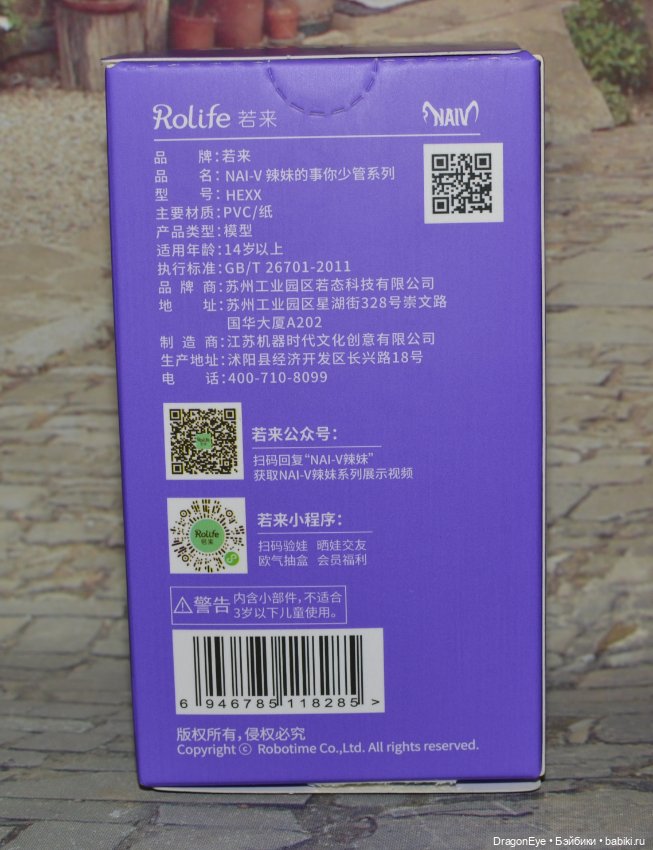 Rolife 若来
NAIV
品 牌：若来
品 名：NAI-V 辣妹的事你少管系列
型 号：HEXX
主要材质：PVC/纸
产品类型：模型
适用年龄：14岁以上
执行标准：GB/T 26701-2011
品 牌 商：苏州工业园区若态科技有限公司
地 址：苏州工业园区星湖街328号崇文路
国华大厦A202
制 造 商：江苏机器时代文化创意有限公司
生产地址：沭阳县经济开发区长兴路18号
电 话：400-710-8099
若来公众号：
扫码回复“NAI-V辣妹”
获取NAI-V辣妹系列展示视频
Rolife
若来
若来小程序：
扫码验娃 晒娃交友
欧气抽盒 会员福利
警告 内含小部件，不适合
3岁以下儿童使用。
6 946785 118285 >
版权所有，侵权必究
Copyright © Robotime Co.,Ltd. All rights reserved.
DragonEye • Бэйбики • babiki.ru